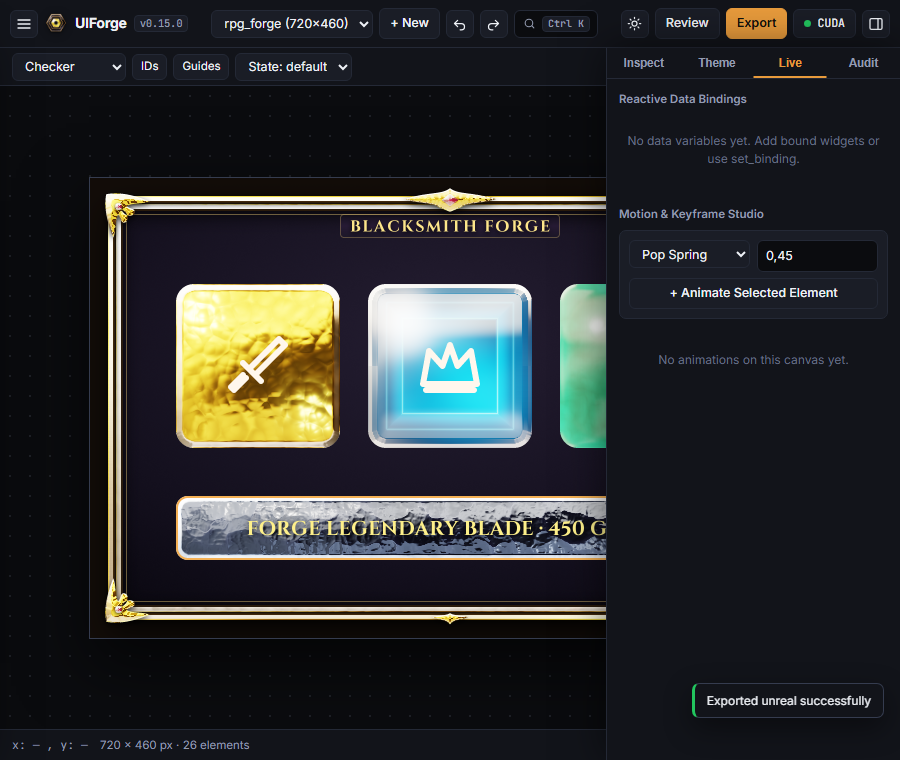 UIForge v0.15.0 rpg_forge (720×460) + New Ctrl K Review Export CUDA
Checker IDs Guides State: default
Inspect Theme Live Audit
Reactive Data Bindings
No data variables yet. Add bound widgets or
use set_binding.
Motion & Keyframe Studio
Pop Spring 0,45
+ Animate Selected Element
No animations on this canvas yet.
BLACKSMITH FORGE
FORGE LEGENDARY BLADE · 450 G
Exported unreal successfully
x: — , y: — 720 × 460 px · 26 elements